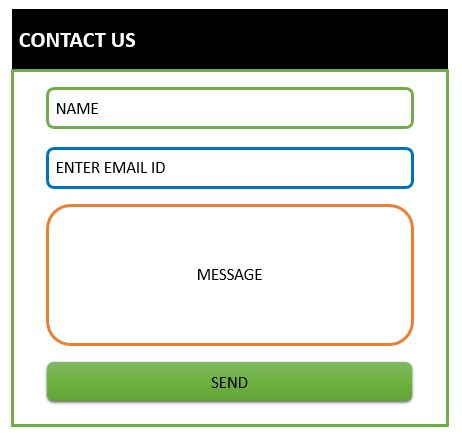 CONTACT US
NAME
ENTER EMAIL ID
MESSAGE
SEND